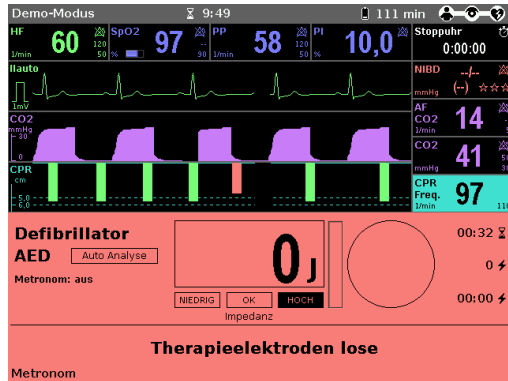 Demo-Modus 9:49 111 min
HF 1/min 60 120 50
SpO2 % 97 -- 90
PP 1/min 58 120 50
PI % 10,0
Stoppuhr 0:00:00
IIauto
1mV
NIBD mmHg --/-- (--) ☆☆☆
CO2
mmHg
30
0
AF CO2 1/min 14
CO2 mmHg 41
CPR
cm
5.0
6.0
CPR Freq. 1/min 97 110
Defibrillator
AED
Auto Analyse
Metronom: aus
0 J
NIEDRIG OK HOCH
Impedanz
00:32
0
00:00
Therapieelektroden lose
Metronom